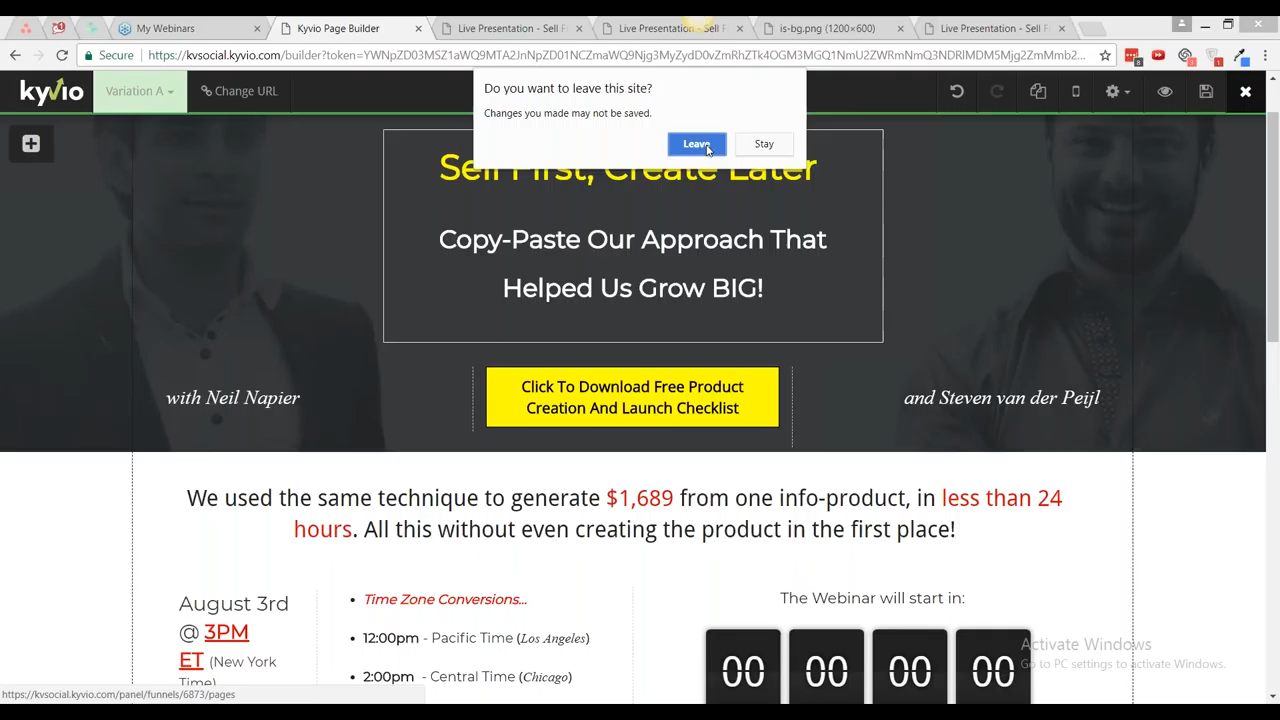 My Webinars
Kyvio Page Builder
Live Presentation - Sell F
Live Presentation - Sell F
is-bg.png (1200×600)
Live Presentation - Sell F
Secure
https://kvsocial.kyvio.com/builder?token=
kyvio
Variation A
Change URL
Do you want to leave this site?
Changes you made may not be saved.
Leave
Stay
Sell First, Create Later
Copy-Paste Our Approach That
Helped Us Grow BIG!
with Neil Napier
Click To Download Free Product
Creation And Launch Checklist
and Steven van der Peijl
We used the same technique to generate $1,689 from one info-product, in less than 24
hours. All this without even creating the product in the first place!
August 3rd
@ 3PM
ET (New York
Time)
• Time Zone Conversions...
• 12:00pm - Pacific Time (Los Angeles)
• 2:00pm - Central Time (Chicago)
The Webinar will start in:
00 00 00 00
Activate Windows
Go to PC settings to activate Windows.
https://kvsocial.kyvio.com/panel/funnels/6873/pages